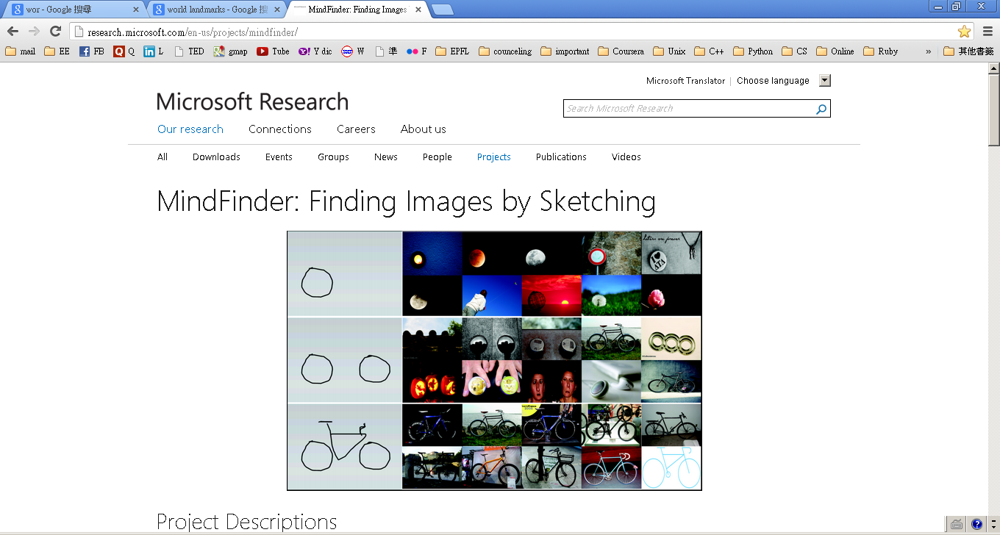 wor - Google 搜尋
world landmarks - Google 搜
MindFinder: Finding Images
research.microsoft.com/en-us/projects/mindfinder/
mail EE FB Q L TED gmap Tube Y dic W 準 F EPFL counceling important Coursera Unix C++ Python CS Online Ruby » 其他書籤
Microsoft Translator | Choose language
Microsoft Research
Search Microsoft Research
Our research Connections Careers About us
All Downloads Events Groups News People Projects Publications Videos
MindFinder: Finding Images by Sketching
I ♥ ATA
Project Descriptions